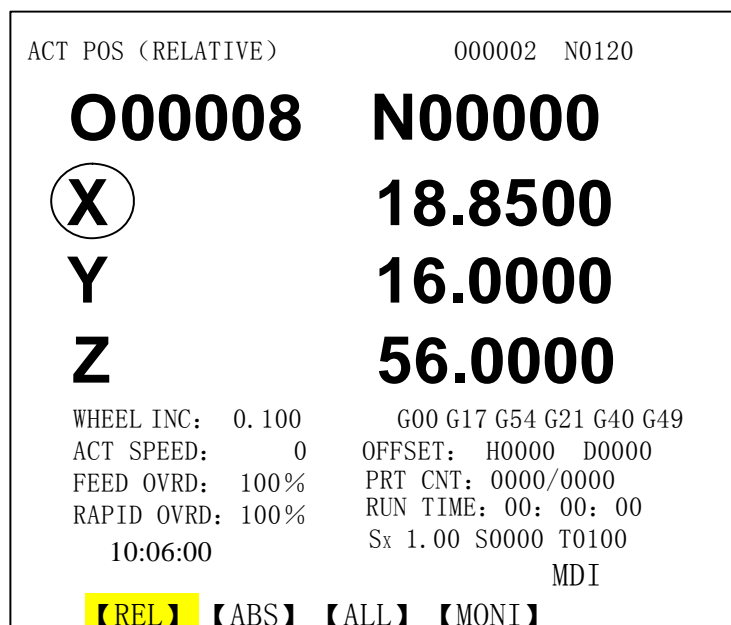 ACT POS（RELATIVE） O00002 N0120
O00008 N00000
X 18.8500
Y 16.0000
Z 56.0000
WHEEL INC: 0.100 G00 G17 G54 G21 G40 G49
ACT SPEED: 0 OFFSET: H0000 D0000
FEED OVRD: 100% PRT CNT: 0000/0000
RAPID OVRD: 100% RUN TIME: 00: 00: 00
10:06:00 Sx 1.00 S0000 T0100
MDI
【REL】【ABS】【ALL】【MONI】